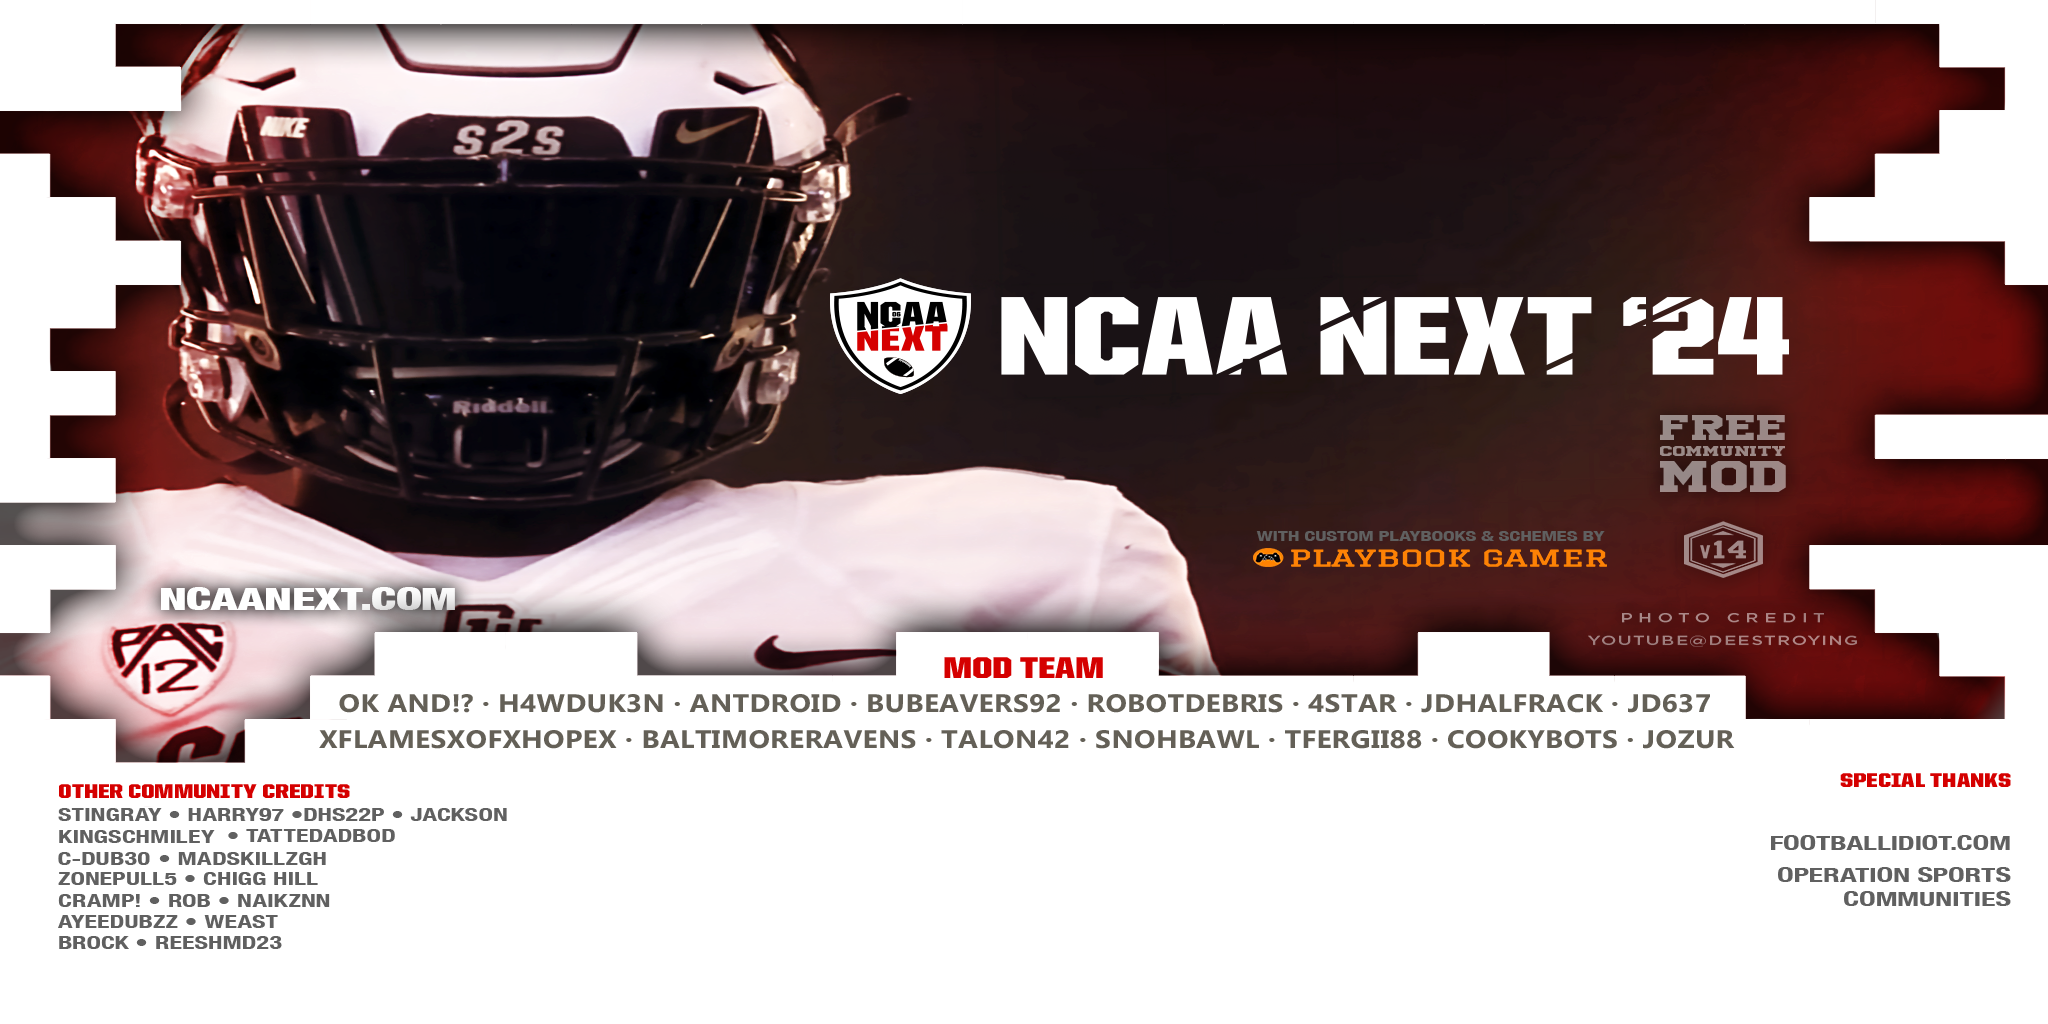 NIKE
s2s
Riddell
NCAA
06
NEXT
NCAA NEXT '24
FREE
COMMUNITY
MOD
WITH CUSTOM PLAYBOOKS & SCHEMES BY
PLAYBOOK GAMER
v14
PHOTO CREDIT
YOUTUBE@DEESTROYING
NCAANEXT.COM
PAC
12
MOD TEAM
OK AND!? · H4WDUK3N · ANTDROID · BUBEAVERS92 · ROBOTDEBRIS · 4STAR · JDHALFRACK · JD637
XFLAMESXOFXHOPEX · BALTIMORERAVENS · TALON42 · SNOHBAWL · TFERGII88 · COOKYBOTS · JOZUR
OTHER COMMUNITY CREDITS
STINGRAY • HARRY97 •DHS22P • JACKSON
KINGSCHMILEY • TATTEDADBOD
C-DUB30 • MADSKILLZGH
ZONEPULL5 • CHIGG HILL
CRAMP! • ROB • NAIKZNN
AYEEDUBZZ • WEAST
BROCK • REESHMD23
SPECIAL THANKS
FOOTBALLIDIOT.COM
OPERATION SPORTS
COMMUNITIES